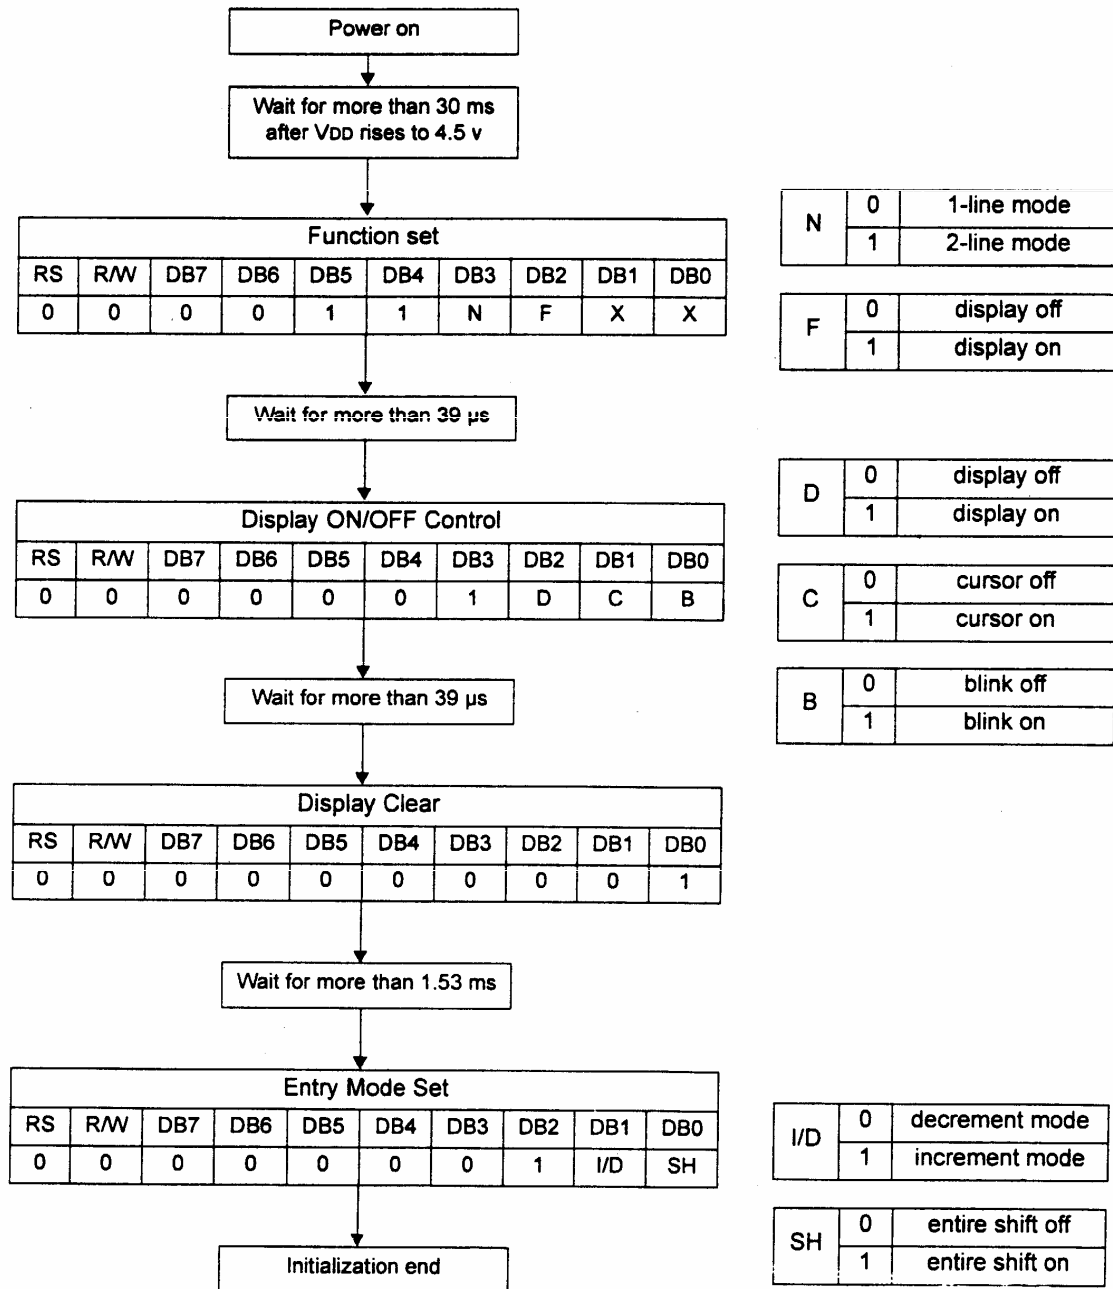 Power on
Wait for more than 30 ms
after VDD rises to 4.5 v
Function set
RS R/W DB7 DB6 DB5 DB4 DB3 DB2 DB1 DB0
0 0 0 0 1 1 N F X X
N 0 1-line mode
1 2-line mode
F 0 display off
1 display on
Wait for more than 39 µs
Display ON/OFF Control
RS R/W DB7 DB6 DB5 DB4 DB3 DB2 DB1 DB0
0 0 0 0 0 0 1 D C B
D 0 display off
1 display on
C 0 cursor off
1 cursor on
B 0 blink off
1 blink on
Wait for more than 39 µs
Display Clear
RS R/W DB7 DB6 DB5 DB4 DB3 DB2 DB1 DB0
0 0 0 0 0 0 0 0 0 1
Wait for more than 1.53 ms
Entry Mode Set
RS R/W DB7 DB6 DB5 DB4 DB3 DB2 DB1 DB0
0 0 0 0 0 0 0 1 I/D SH
I/D 0 decrement mode
1 increment mode
SH 0 entire shift off
1 entire shift on
Initialization end